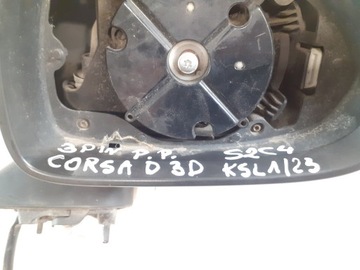 3Pin P.P. S2C4
CORSA D 3D KSL1/23